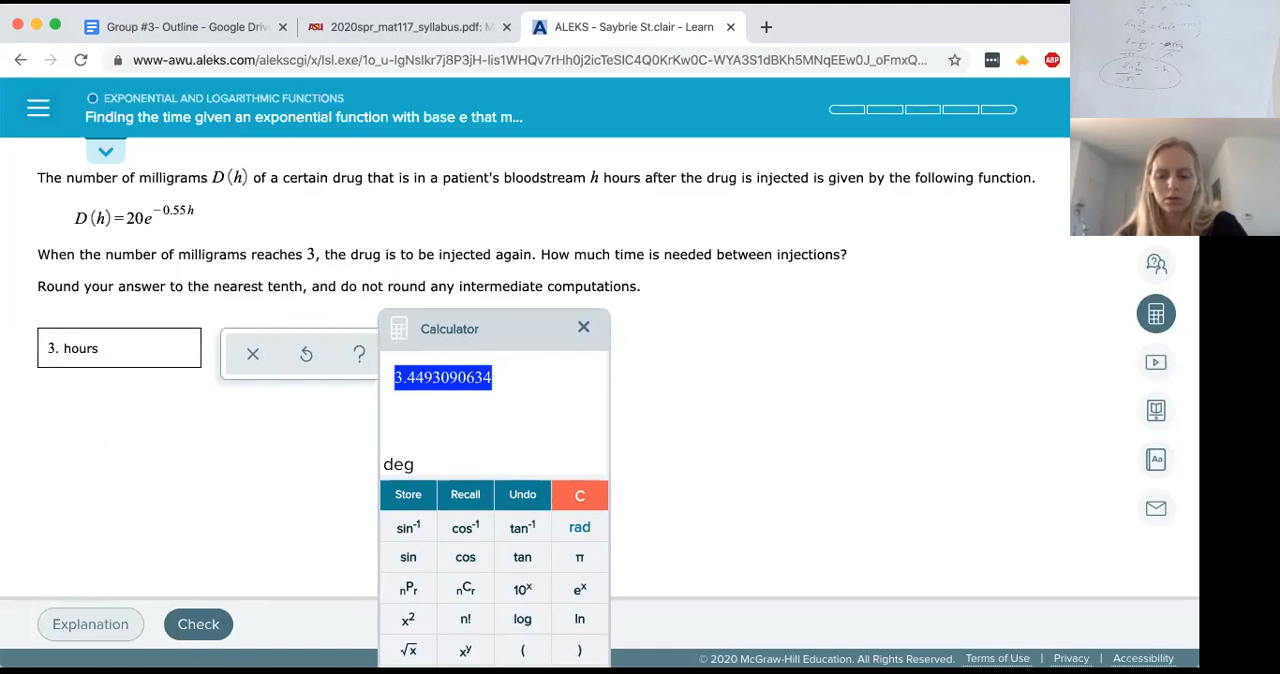 Group #3- Outline - Google Driv
2020spr_mat117_syllabus.pdf: M
ALEKS - Saybrie St.clair - Learn
www-awu.aleks.com/alekscgi/x/Isl.exe/1o_u-IgNsIkr7j8P3jH-Iis1WHQv7rHh0j2icTeSIC4Q0KrKw0C-WYA3S1dBKh5MNqEEw0J_oFmxQ...
ABP
EXPONENTIAL AND LOGARITHMIC FUNCTIONS
Finding the time given an exponential function with base e that m...
The number of milligrams D(h) of a certain drug that is in a patient's bloodstream h hours after the drug is injected is given by the following function.
D(h)=20e^−0.55h
When the number of milligrams reaches 3, the drug is to be injected again. How much time is needed between injections?
Round your answer to the nearest tenth, and do not round any intermediate computations.
3. hours
?
Calculator
3.4493090634
deg
Store Recall Undo C
sin-1 cos-1 tan-1 rad
sin cos tan π
nPr nCr 10x ex
x2 n! log ln
√x xy ( )
Aa
Explanation
Check
© 2020 McGraw-Hill Education. All Rights Reserved. Terms of Use | Privacy | Accessibility